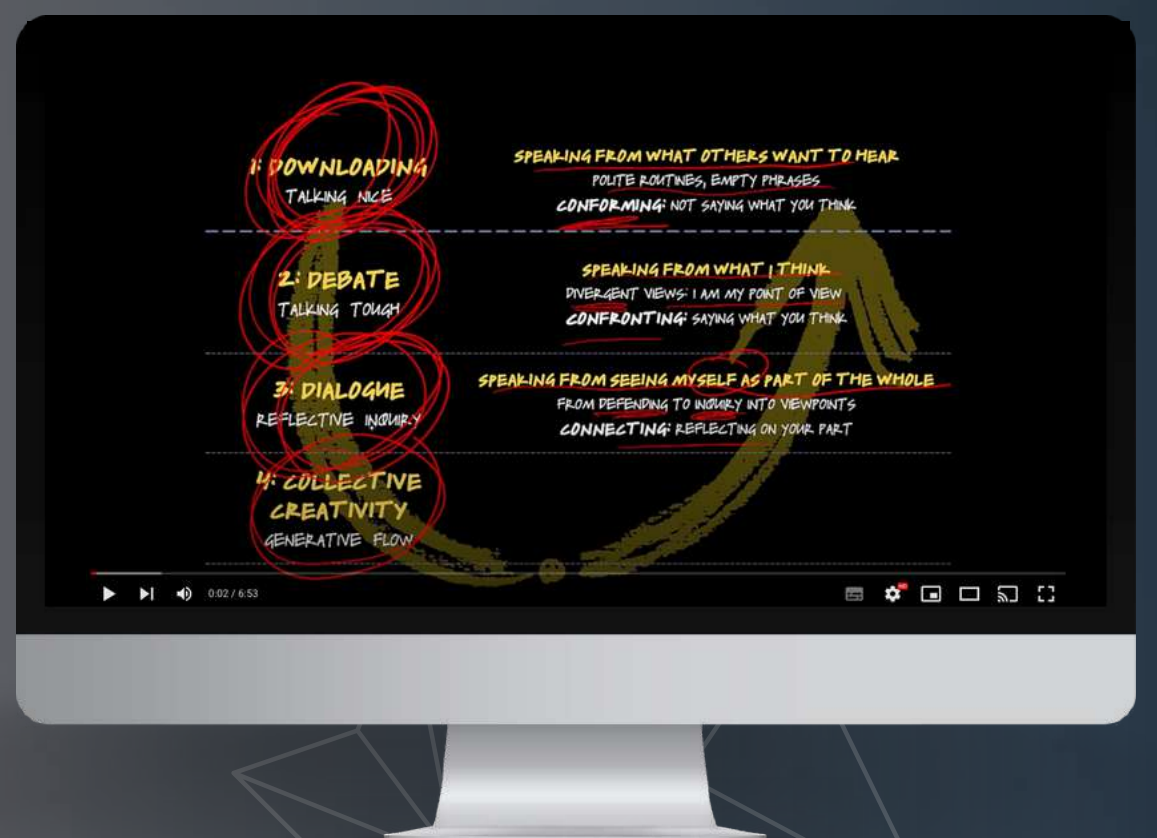 1: DOWNLOADING
TALKING NICE
SPEAKING FROM WHAT OTHERS WANT TO HEAR
POLITE ROUTINES, EMPTY PHRASES
CONFORMING: NOT SAYING WHAT YOU THINK
2: DEBATE
TALKING TOUGH
SPEAKING FROM WHAT I THINK
DIVERGENT VIEWS: I AM MY POINT OF VIEW
CONFRONTING: SAYING WHAT YOU THINK
3: DIALOGUE
REFLECTIVE INQUIRY
SPEAKING FROM SEEING MYSELF AS PART OF THE WHOLE
FROM DEFENDING TO INQUIRY INTO VIEWPOINTS
CONNECTING: REFLECTING ON YOUR PART
4: COLLECTIVE
CREATIVITY
GENERATIVE FLOW
0:02 / 6:53
HD